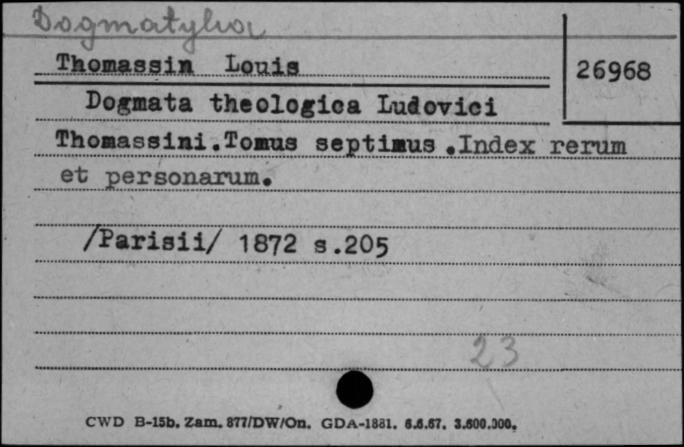 Dogmatyka
Thomassin Louis
26968
Dogmata theologica Ludovici
Thomassini.Tomus septimus .Index rerum
et personarum.
/Parisii/ 1872 s.205
23
CWD B-15b. Zam. 877/DW/On. GDA-1881. 6.6.67. 3.600.000.